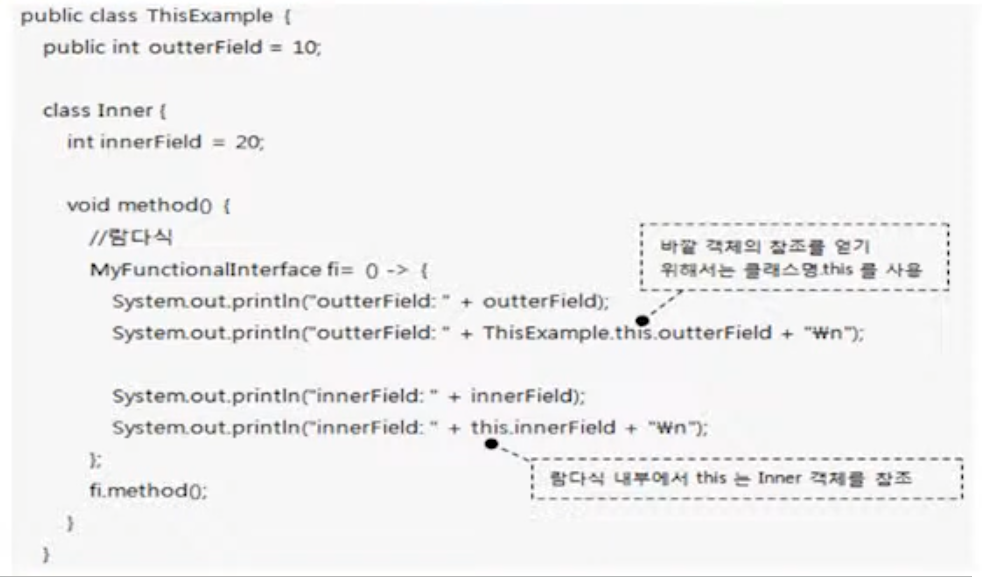 public class ThisExample {
public int outterField = 10;
class Inner {
int innerField = 20;
void method() {
//람다식
MyFunctionalInterface fi= () -> {
바깥 객체의 참조를 얻기
위해서는 클래스명.this 를 사용
System.out.println("outterField: " + outterField);
System.out.println("outterField: " + ThisExample.this.outterField + "₩n");
System.out.println("innerField: " + innerField);
System.out.println("innerField: " + this.innerField + "₩n");
};
람다식 내부에서 this 는 Inner 객체를 참조
fi.method();
}
}